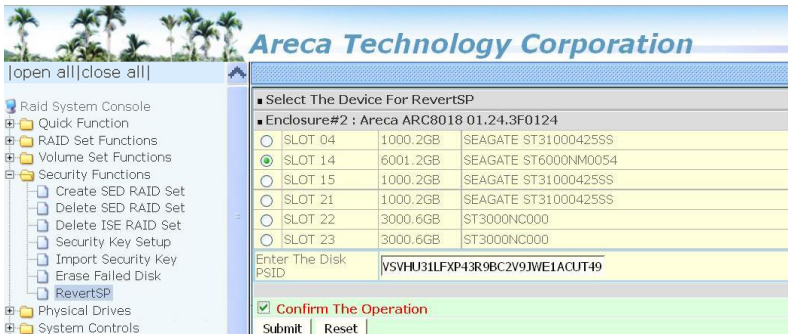 Areca Technology Corporation
|open all|close all|
Raid System Console
Quick Function
RAID Set Functions
Volume Set Functions
Security Functions
Create SED RAID Set
Delete SED RAID Set
Delete ISE RAID Set
Security Key Setup
Import Security Key
Erase Failed Disk
RevertSP
Physical Drives
System Controls
Select The Device For RevertSP
Enclosure#2 : Areca ARC8018 01.24.3F0124
SLOT 04 1000.2GB SEAGATE ST31000425SS
SLOT 14 6001.2GB SEAGATE ST6000NM0054
SLOT 15 1000.2GB SEAGATE ST31000425SS
SLOT 21 1000.2GB SEAGATE ST31000425SS
SLOT 22 3000.6GB ST3000NC000
SLOT 23 3000.6GB ST3000NC000
Enter The Disk PSID VSVHU31LFXP43R9BC2V9JWE1ACUT49
Confirm The Operation
Submit Reset